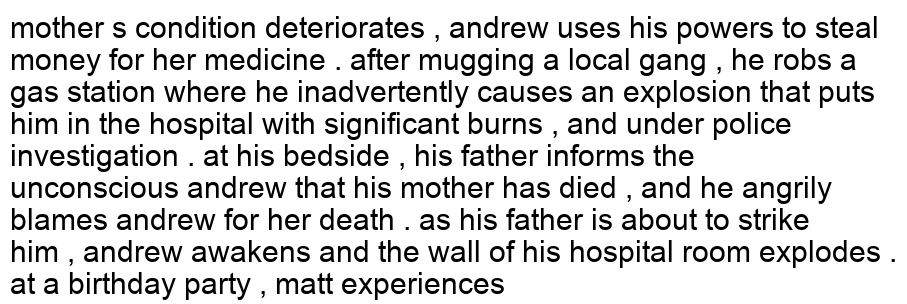 mother s condition deteriorates , andrew uses his powers to steal
money for her medicine . after mugging a local gang , he robs a
gas station where he inadvertently causes an explosion that puts
him in the hospital with significant burns , and under police
investigation . at his bedside , his father informs the
unconscious andrew that his mother has died , and he angrily
blames andrew for her death . as his father is about to strike
him , andrew awakens and the wall of his hospital room explodes .
at a birthday party , matt experiences